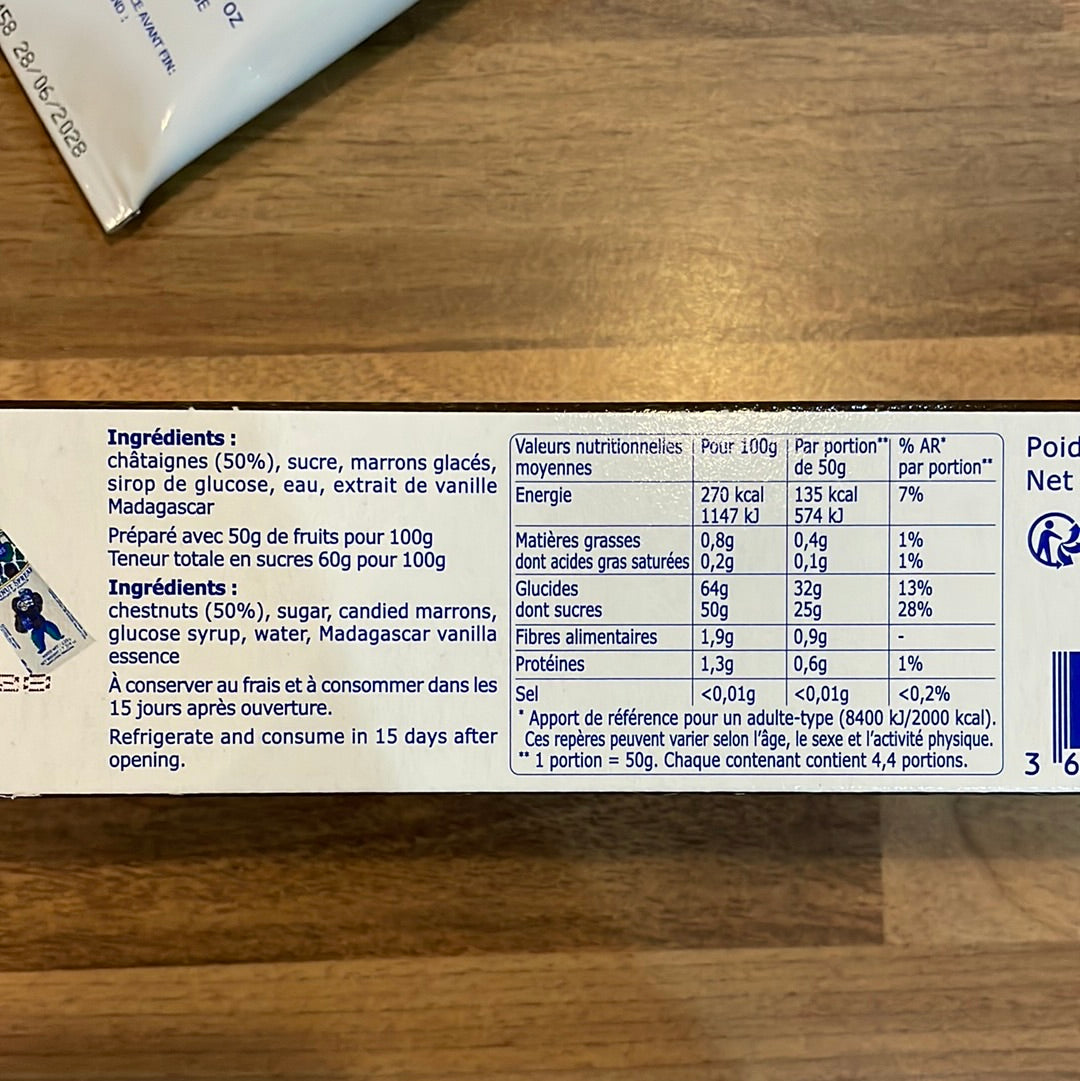 OZ
E AVANT FIN:
ND :
58 28/06/2028
Ingrédients :
châtaignes (50%), sucre, marrons glacés,
sirop de glucose, eau, extrait de vanille
Madagascar
Préparé avec 50g de fruits pour 100g
Teneur totale en sucres 60g pour 100g
Ingrédients :
chestnuts (50%), sugar, candied marrons,
glucose syrup, water, Madagascar vanilla
essence
À conserver au frais et à consommer dans les
15 jours après ouverture.
Refrigerate and consume in 15 days after
opening.
Valeurs nutritionnelles moyennes Pour 100g Par portion** de 50g % AR* par portion**
Energie 270 kcal 135 kcal 7%
1147 kJ 574 kJ
Matières grasses 0,8g 0,4g 1%
dont acides gras saturées 0,2g 0,1g 1%
Glucides 64g 32g 13%
dont sucres 50g 25g 28%
Fibres alimentaires 1,9g 0,9g -
Protéines 1,3g 0,6g 1%
Sel <0,01g <0,01g <0,2%
* Apport de référence pour un adulte-type (8400 kJ/2000 kcal).
Ces repères peuvent varier selon l'âge, le sexe et l'activité physique.
** 1 portion = 50g. Chaque contenant contient 4,4 portions.
Poid
Net
3 6